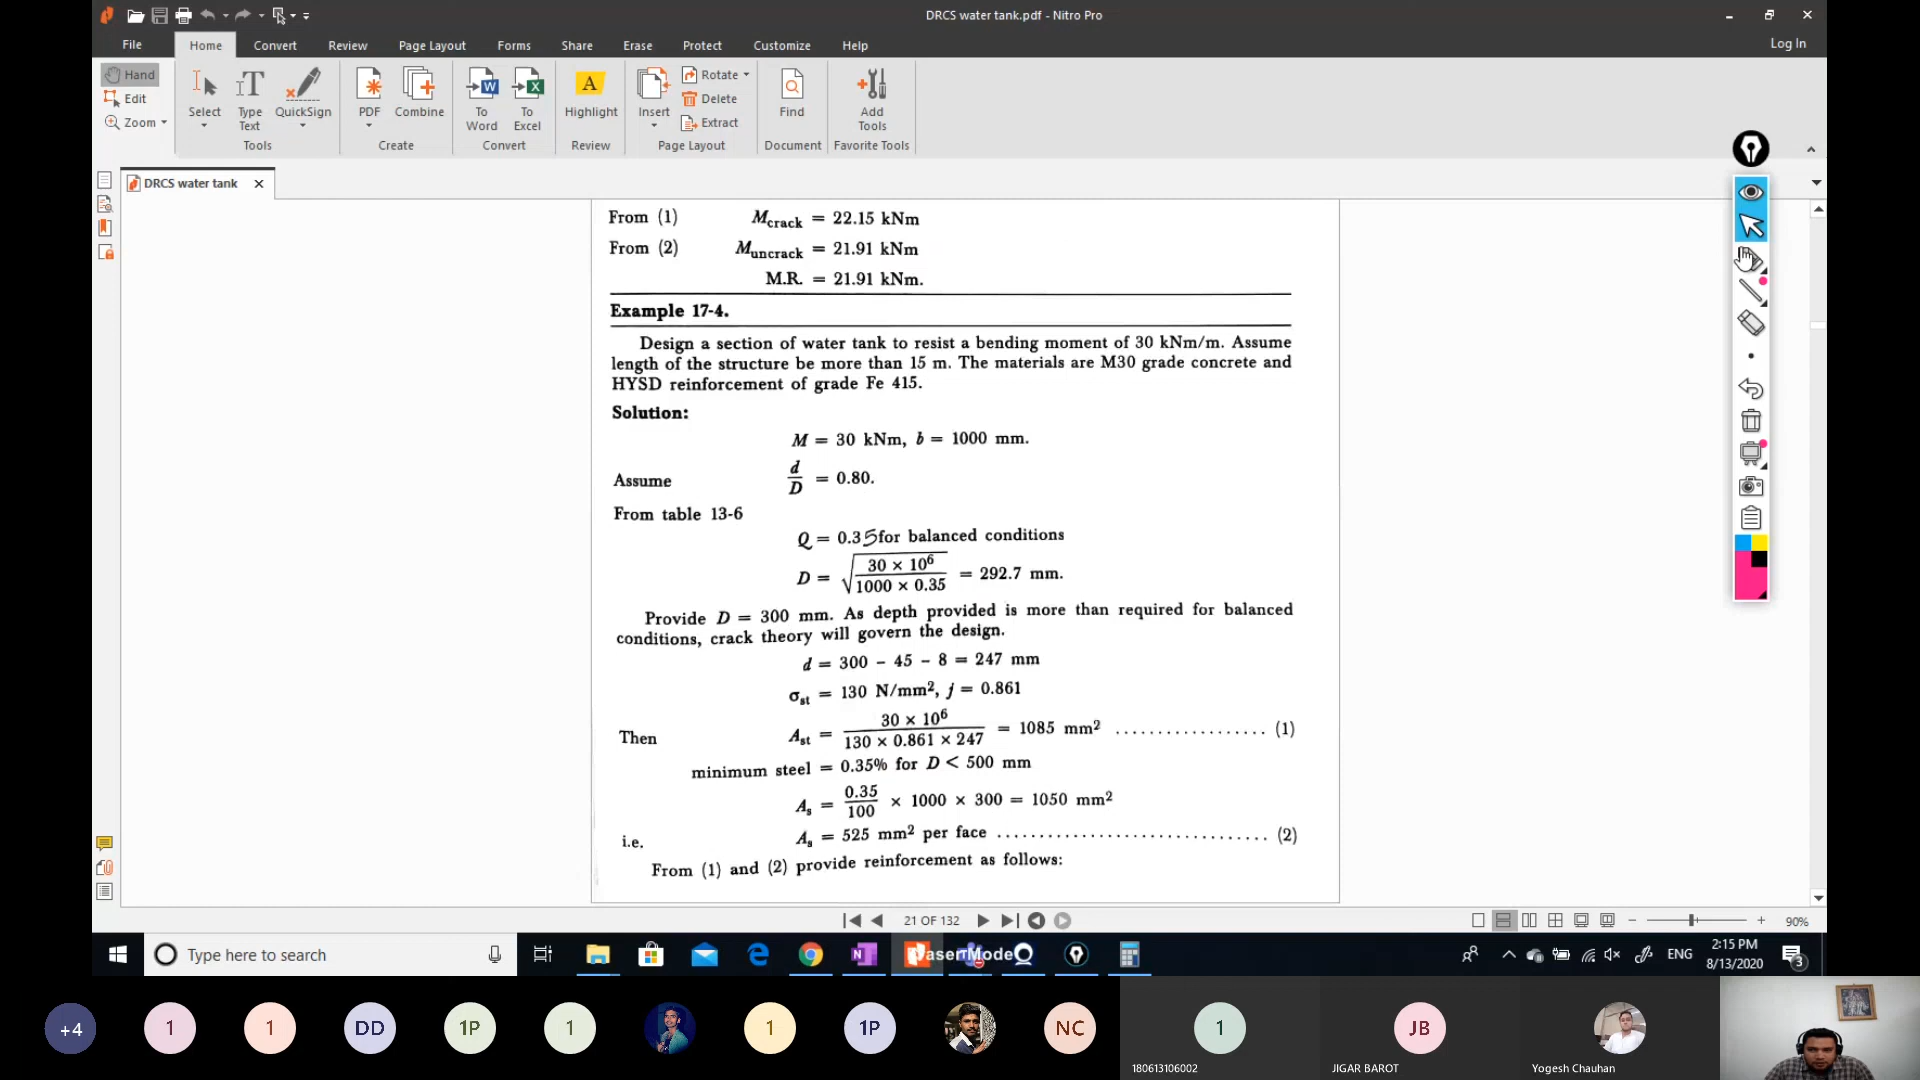 DRCS water tank.pdf - Nitro Pro
File Home Convert Review Page Layout Forms Share Erase Protect Customize Help Log In
Hand
Edit
Zoom
Select
Type Text
QuickSign
Tools
PDF
Combine
Create
To Word
To Excel
Convert
Highlight
Review
Insert
Rotate
Delete
Extract
Page Layout
Find
Document
Add Tools
Favorite Tools
DRCS water tank
From (1) Mcrack = 22.15 kNm
From (2) Muncrack = 21.91 kNm
M.R. = 21.91 kNm.
Example 17-4.
Design a section of water tank to resist a bending moment of 30 kNm/m. Assume
length of the structure be more than 15 m. The materials are M30 grade concrete and
HYSD reinforcement of grade Fe 415.
Solution:
M = 30 kNm, b = 1000 mm.
Assume d/D = 0.80.
From table 13-6
Q = 0.35 for balanced conditions
D = √(30 × 10⁶ / 1000 × 0.35) = 292.7 mm.
Provide D = 300 mm. As depth provided is more than required for balanced
conditions, crack theory will govern the design.
d = 300 − 45 − 8 = 247 mm
σst = 130 N/mm², j = 0.861
Then Ast = 30 × 10⁶ / 130 × 0.861 × 247 = 1085 mm² .................. (1)
minimum steel = 0.35% for D < 500 mm
As = 0.35/100 × 1000 × 300 = 1050 mm²
i.e. As = 525 mm² per face ................................ (2)
From (1) and (2) provide reinforcement as follows:
21 OF 132
90%
Type here to search
LaserMode
ENG
2:15 PM
8/13/2020
3
+4
1
1
DD
1P
1
1
1P
NC
1
JB
180613106002
JIGAR BAROT
Yogesh Chauhan